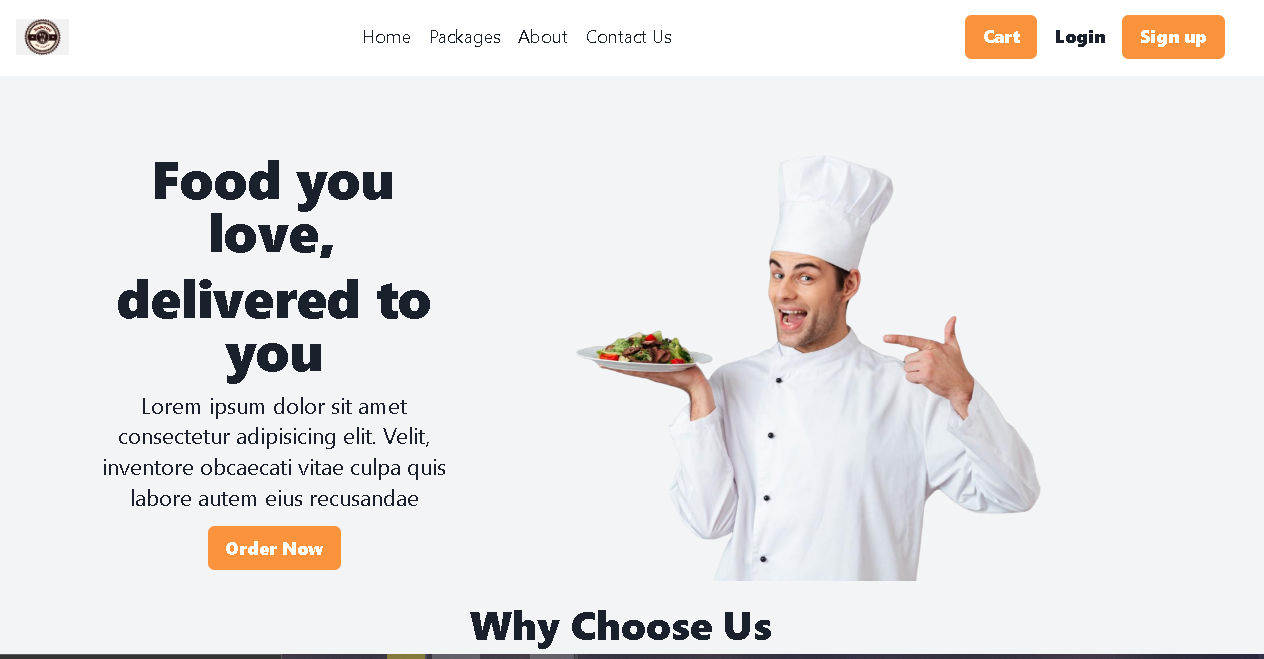 Home Packages About Contact Us Cart Login Sign up
Food you
love,
delivered to
you
Lorem ipsum dolor sit amet
consectetur adipisicing elit. Velit,
inventore obcaecati vitae culpa quis
labore autem eius recusandae
Order Now
Why Choose Us